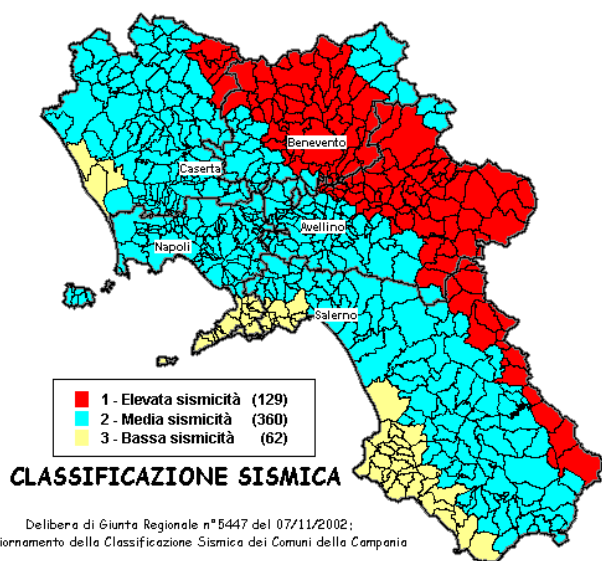 Benevento
Caserta
Avellino
Napoli
Salerno
1 - Elevata sismicità (129)
2 - Media sismicità (360)
3 - Bassa sismicità (62)
CLASSIFICAZIONE SISMICA
Delibera di Giunta Regionale n°5447 del 07/11/2002;
iornamento della Classificazione Sismica dei Comuni della Campania